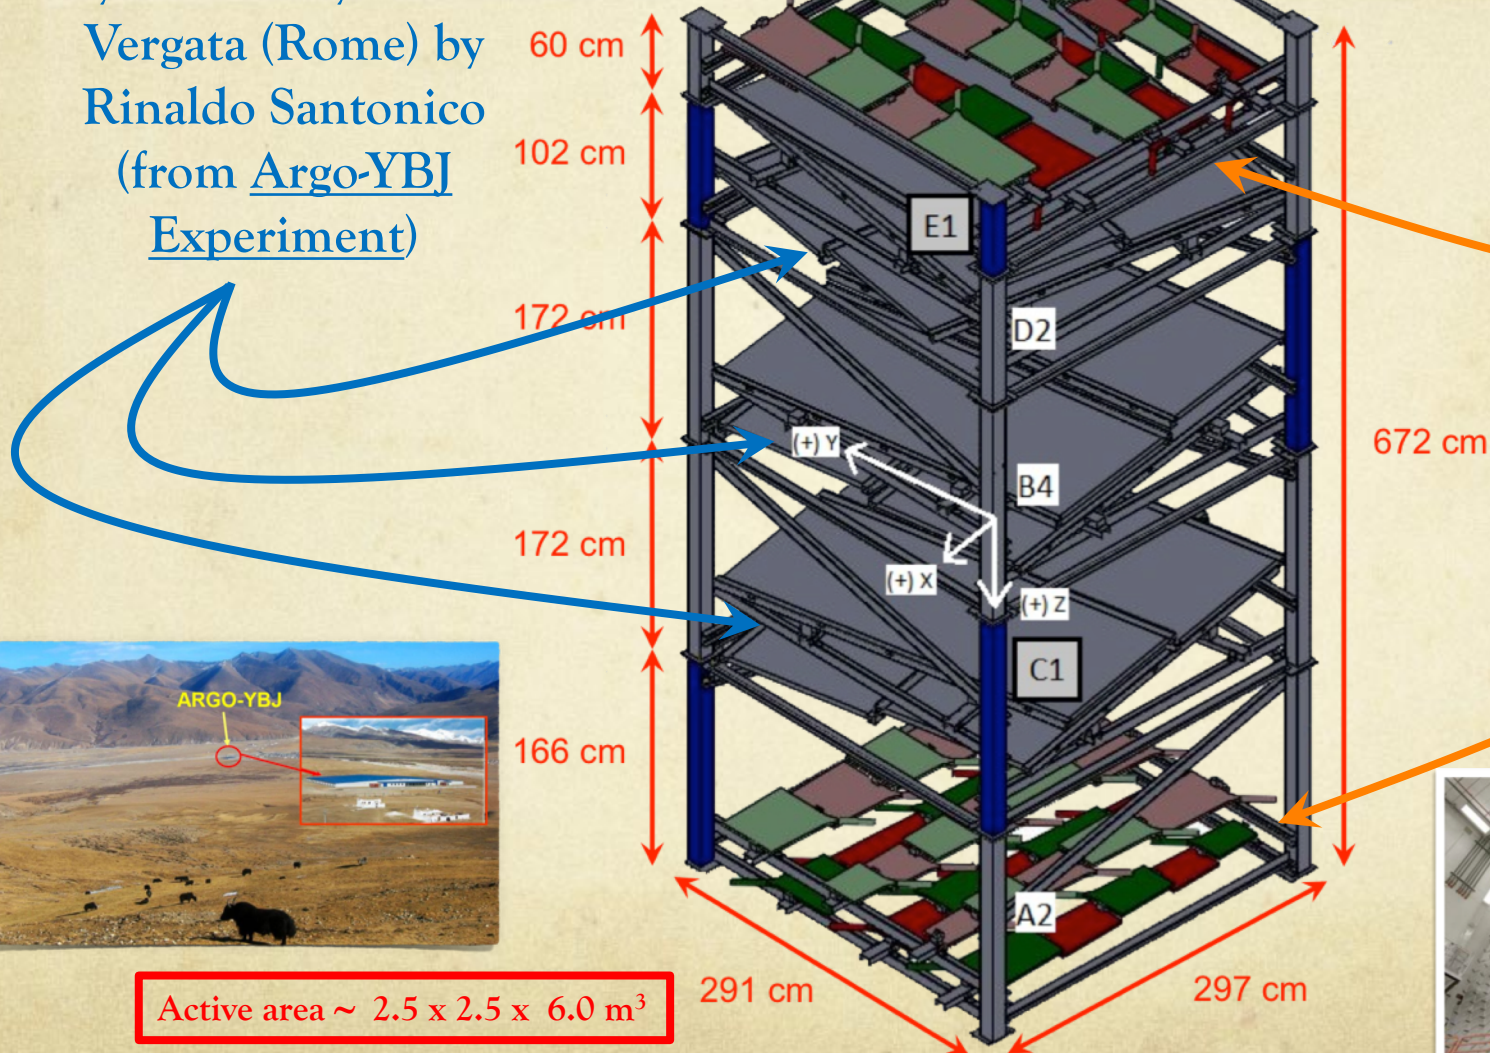 Vergata (Rome) by
Rinaldo Santonico
(from Argo-YBJ
Experiment)
60 cm
102 cm
172 cm
172 cm
166 cm
672 cm
E1
D2
(+) Y
B4
(+) X
(+) Z
C1
A2
ARGO-YBJ
291 cm
297 cm
Active area ~ 2.5 x 2.5 x 6.0 m³